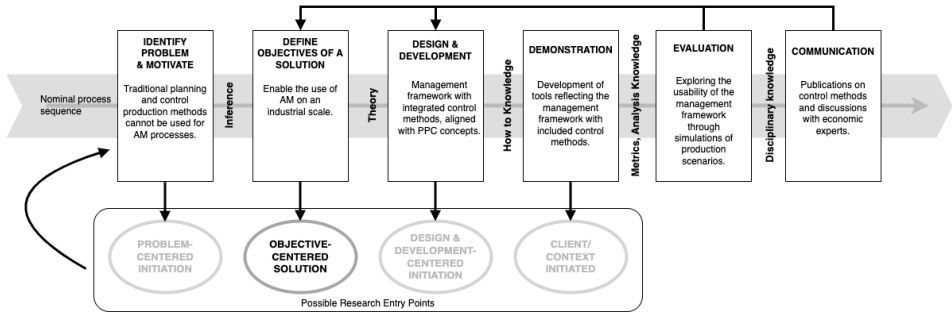 Nominal process
sequence
IDENTIFY
PROBLEM
& MOTIVATE
Traditional planning
and control
production methods
cannot be used for
AM processes.
Inference
DEFINE
OBJECTIVES OF A
SOLUTION
Enable the use of
AM on an
industrial scale.
Theory
DESIGN &
DEVELOPMENT
Management
framework with
integrated control
methods, aligned
with PPC concepts.
How to Knowledge
DEMONSTRATION
Development of
tools reflecting the
management
framework with
included control
methods.
Metrics, Analysis Knowledge
EVALUATION
Exploring the
usability of the
management
framework
through
simulations of
production
scenarios.
Disciplinary knowledge
COMMUNICATION
Publications on
control methods
and discussions
with economic
experts.
PROBLEM-
CENTERED
INITIATION
OBJECTIVE-
CENTERED
SOLUTION
DESIGN &
DEVELOPMENT-
CENTERED
INITIATION
CLIENT/
CONTEXT
INITIATED
Possible Research Entry Points